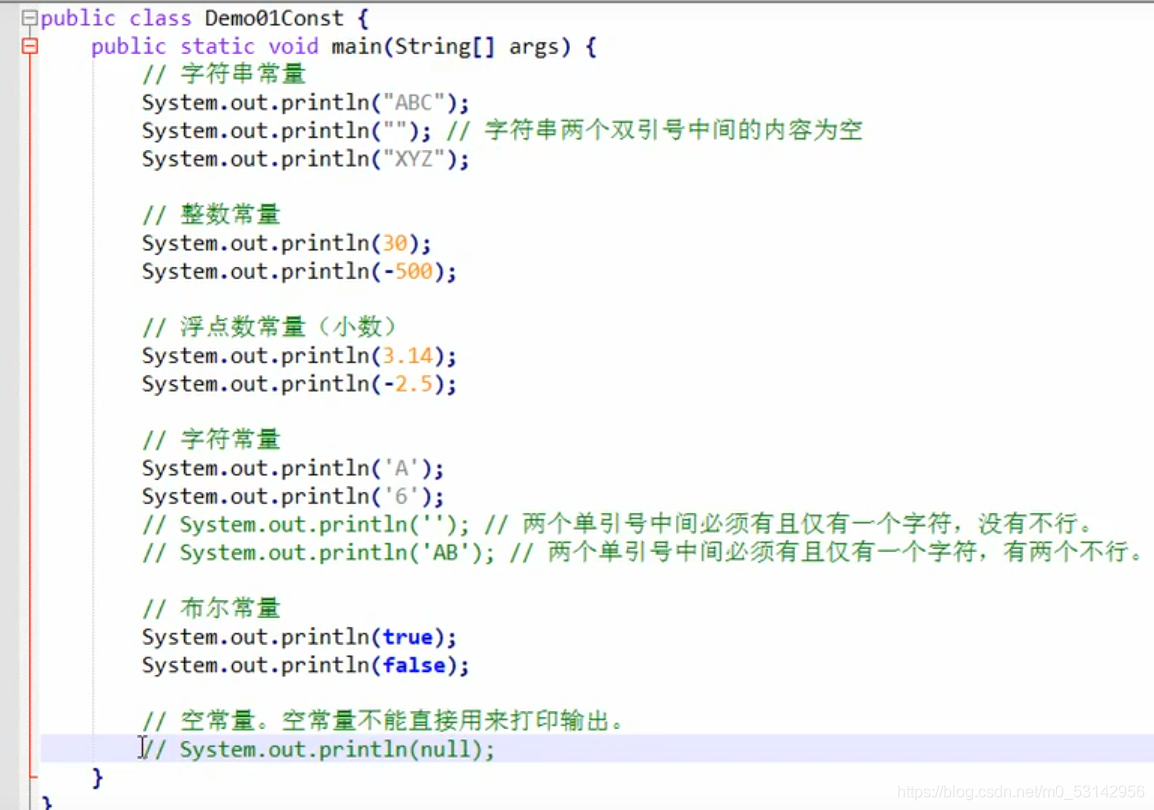 public class Demo01Const {
public static void main(String[] args) {
// 字符串常量
System.out.println("ABC");
System.out.println(""); // 字符串两个双引号中间的内容为空
System.out.println("XYZ");
// 整数常量
System.out.println(30);
System.out.println(-500);
// 浮点数常量（小数）
System.out.println(3.14);
System.out.println(-2.5);
// 字符常量
System.out.println('A');
System.out.println('6');
// System.out.println(''); // 两个单引号中间必须有且仅有一个字符，没有不行。
// System.out.println('AB'); // 两个单引号中间必须有且仅有一个字符，有两个不行。
// 布尔常量
System.out.println(true);
System.out.println(false);
// 空常量。空常量不能直接用来打印输出。
// System.out.println(null);
}
}
https://blog.csdn.net/m0_53142956